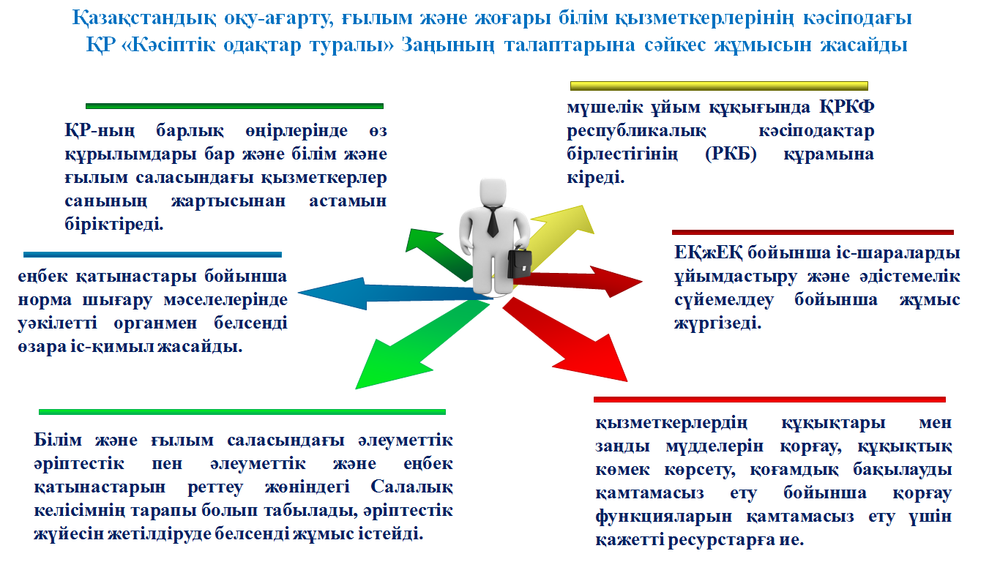 Қазақстандық оқу-ағарту, ғылым және жоғары білім қызметкерлерінің кәсіподағы
ҚР «Кәсіптік одақтар туралы» Заңының талаптарына сәйкес жұмысын жасайды
ҚР-ның барлық өңірлерінде өз
құрылымдары бар және білім және
ғылым саласындағы қызметкерлер
санының жартысынан астамын
біріктіреді.
мүшелік ұйым құқығында ҚРКФ
республикалық кәсіподақтар
бірлестігінің (РКБ) құрамына
кіреді.
еңбек қатынастары бойынша
норма шығару мәселелерінде
уәкілетті органмен белсенді
өзара іс-қимыл жасайды.
ЕҚжЕҚ бойынша іс-шараларды
ұйымдастыру және әдістемелік
сүйемелдеу бойынша жұмыс
жүргізеді.
Білім және ғылым саласындағы әлеуметтік
әріптестік пен әлеуметтік және еңбек
қатынастарын реттеу жөніндегі Салалық
келісімнің тарапы болып табылады, әріптестік
жүйесін жетілдіруде белсенді жұмыс істейді.
қызметкерлердің құқықтары мен
заңды мүдделерін қорғау, құқықтық
көмек көрсету, қоғамдық бақылауды
қамтамасыз ету бойынша қорғау
функцияларын қамтамасыз ету үшін
қажетті ресурстарға ие.